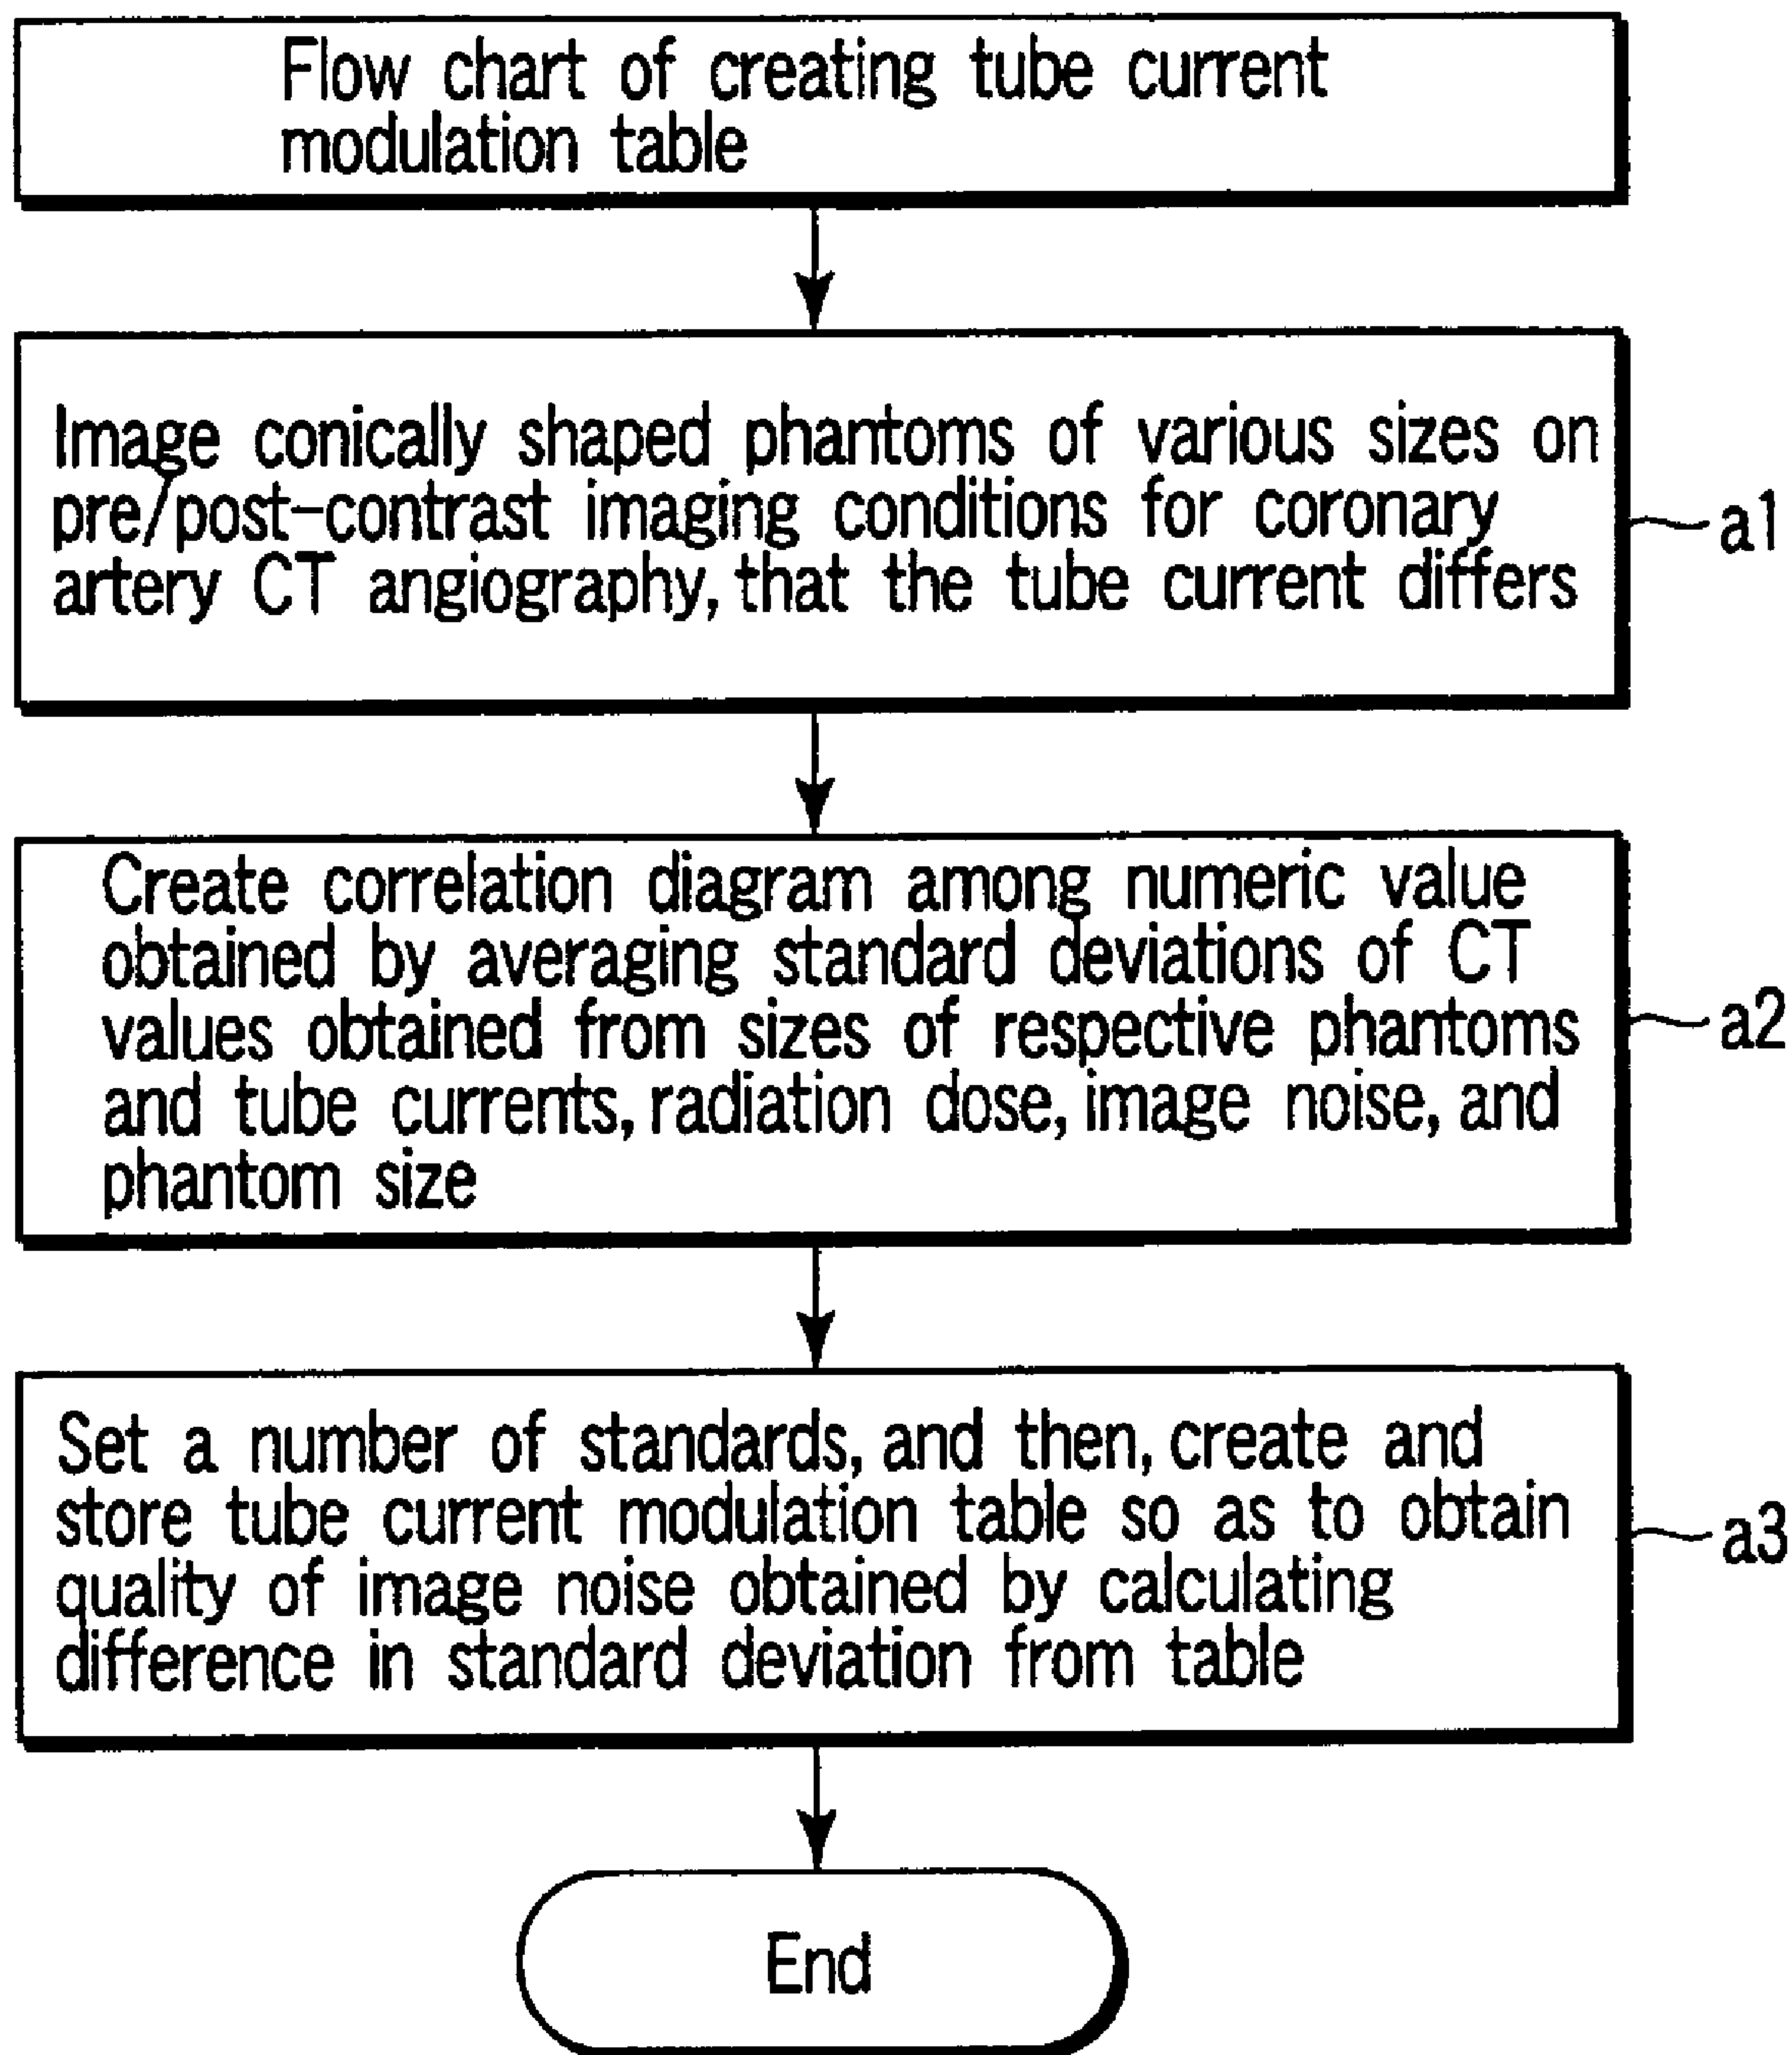 Flow chart of creating tube current
modulation table
Image conically shaped phantoms of various sizes on
pre/post-contrast imaging conditions for coronary
artery CT angiography, that the tube current differs
a1
Create correlation diagram among numeric value
obtained by averaging standard deviations of CT
values obtained from sizes of respective phantoms
and tube currents, radiation dose, image noise, and
phantom size
a2
Set a number of standards, and then, create and
store tube current modulation table so as to obtain
quality of image noise obtained by calculating
difference in standard deviation from table
a3
End